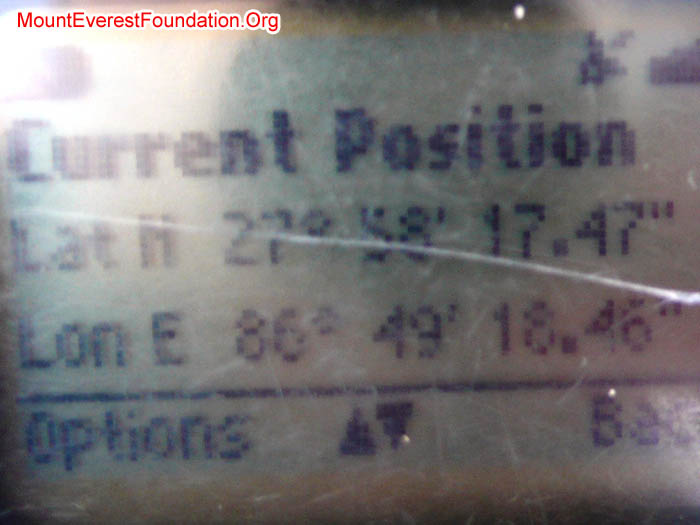 MountEverestFoundation.Org
Current Position
Lat N 27° 58' 17.47"
Lon E 86° 49' 18.46"
Options